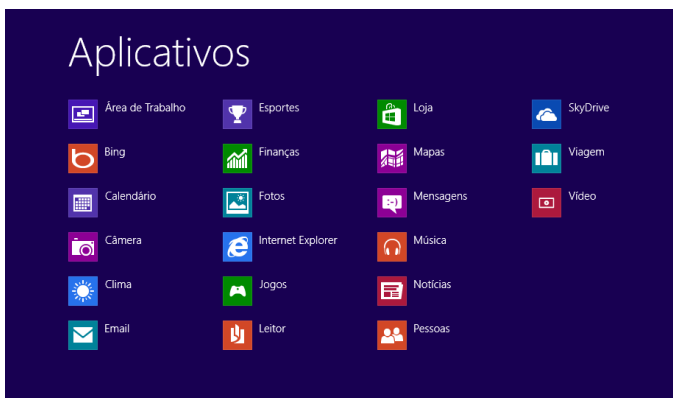 Aplicativos
Área de Trabalho
Bing
Calendário
Câmera
Clima
Email
Esportes
Finanças
Fotos
Internet Explorer
Jogos
Leitor
Loja
Mapas
Mensagens
Música
Notícias
Pessoas
SkyDrive
Viagem
Vídeo